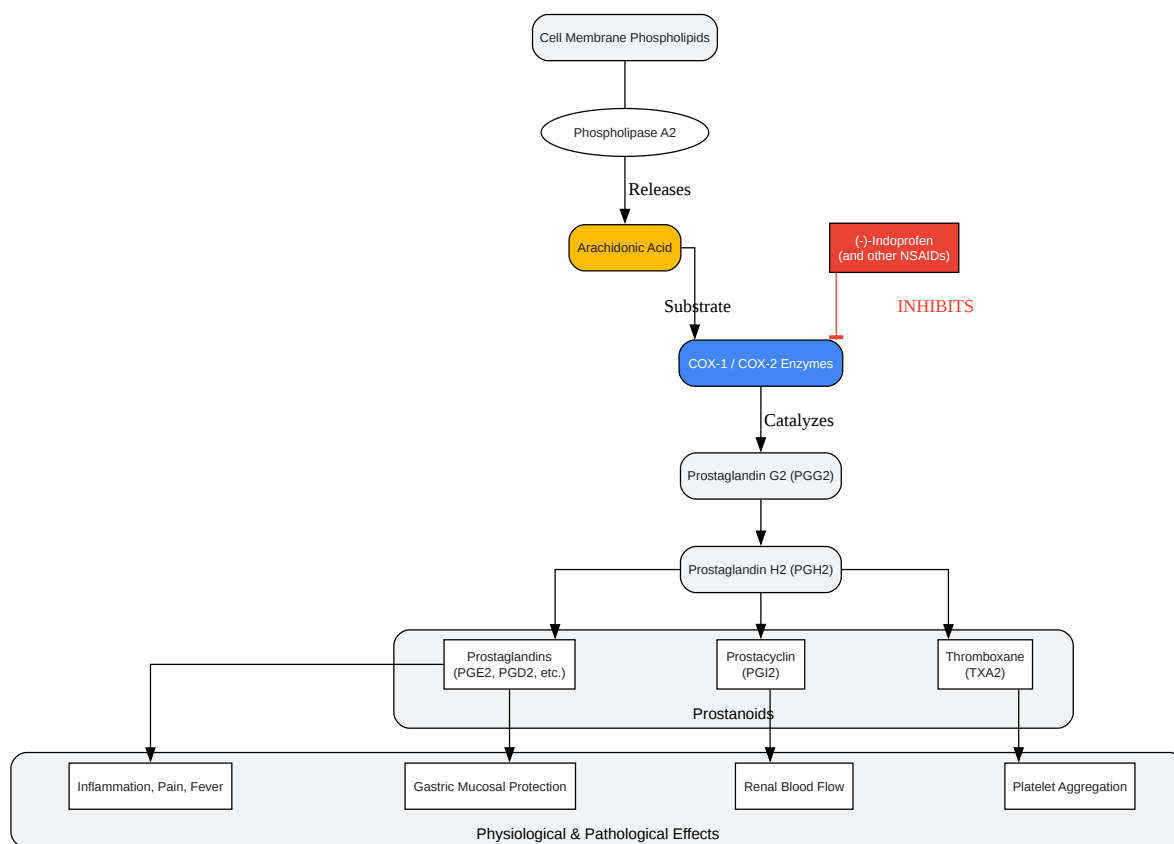 Cell Membrane Phospholipids
Phospholipase A2
Releases
Arachidonic Acid
(-)-Indoprofen
(and other NSAIDs)
Substrate
INHIBITS
COX-1 / COX-2 Enzymes
Catalyzes
Prostaglandin G2 (PGG2)
Prostaglandin H2 (PGH2)
Prostaglandins
(PGE2, PGD2, etc.)
Prostacyclin
(PGI2)
Thromboxane
(TXA2)
Prostanoids
Inflammation, Pain, Fever
Gastric Mucosal Protection
Renal Blood Flow
Platelet Aggregation
Physiological & Pathological Effects